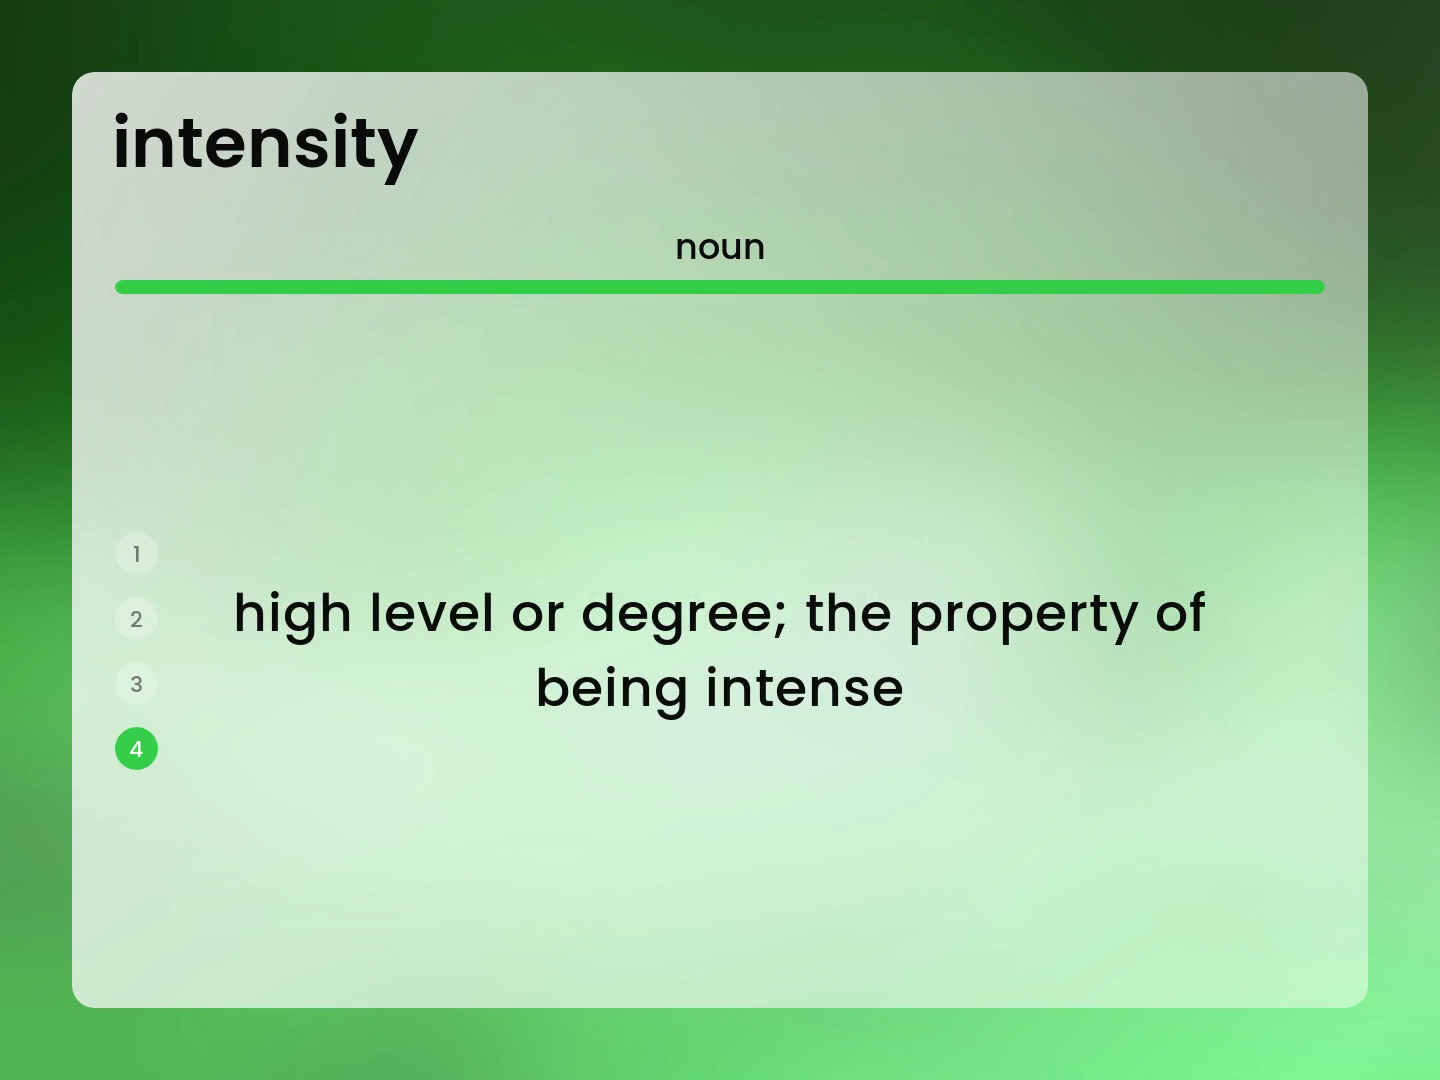 intensity
noun
1
2
3
4
high level or degree; the property of
being intense